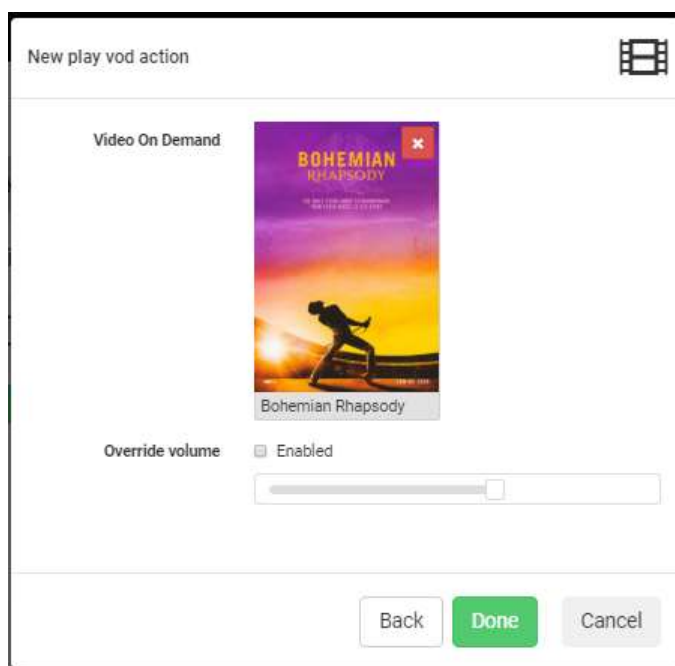 New play vod action
Video On Demand
BOHEMIAN
RHAPSODY
Bohemian Rhapsody
Override volume
Enabled
Back
Done
Cancel